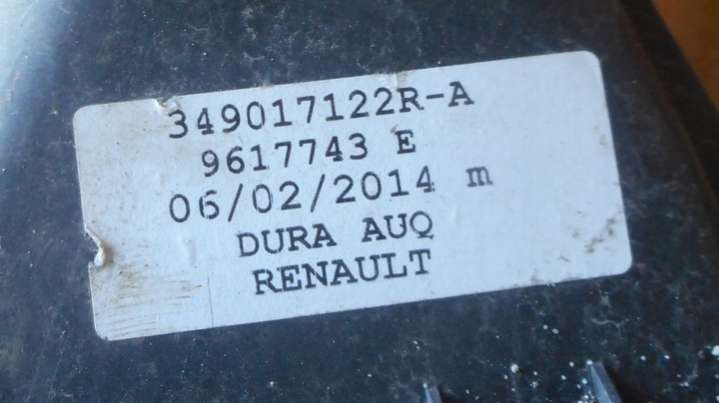 349017122R-A
9617743 E
06/02/2014 m
DURA AUQ
RENAULT